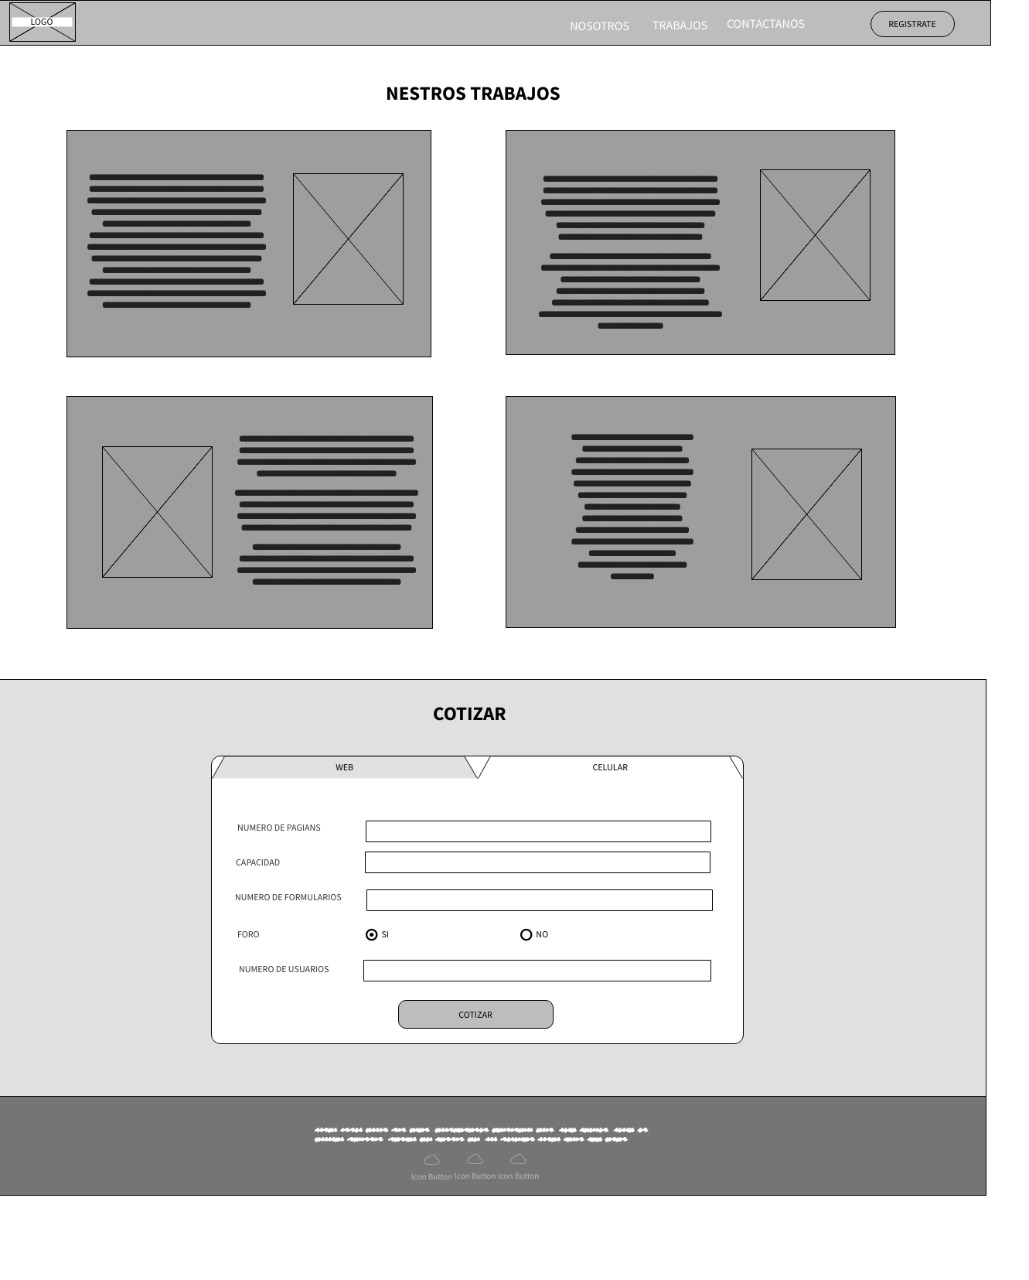 LOGO
NOSOTROS TRABAJOS CONTACTANOS REGISTRATE
NESTROS TRABAJOS
COTIZAR
WEB CELULAR
NUMERO DE PAGIANS
CAPACIDAD
NUMERO DE FORMULARIOS
FORO SI NO
NUMERO DE USUARIOS
COTIZAR
Icon Button Icon Button Icon Button